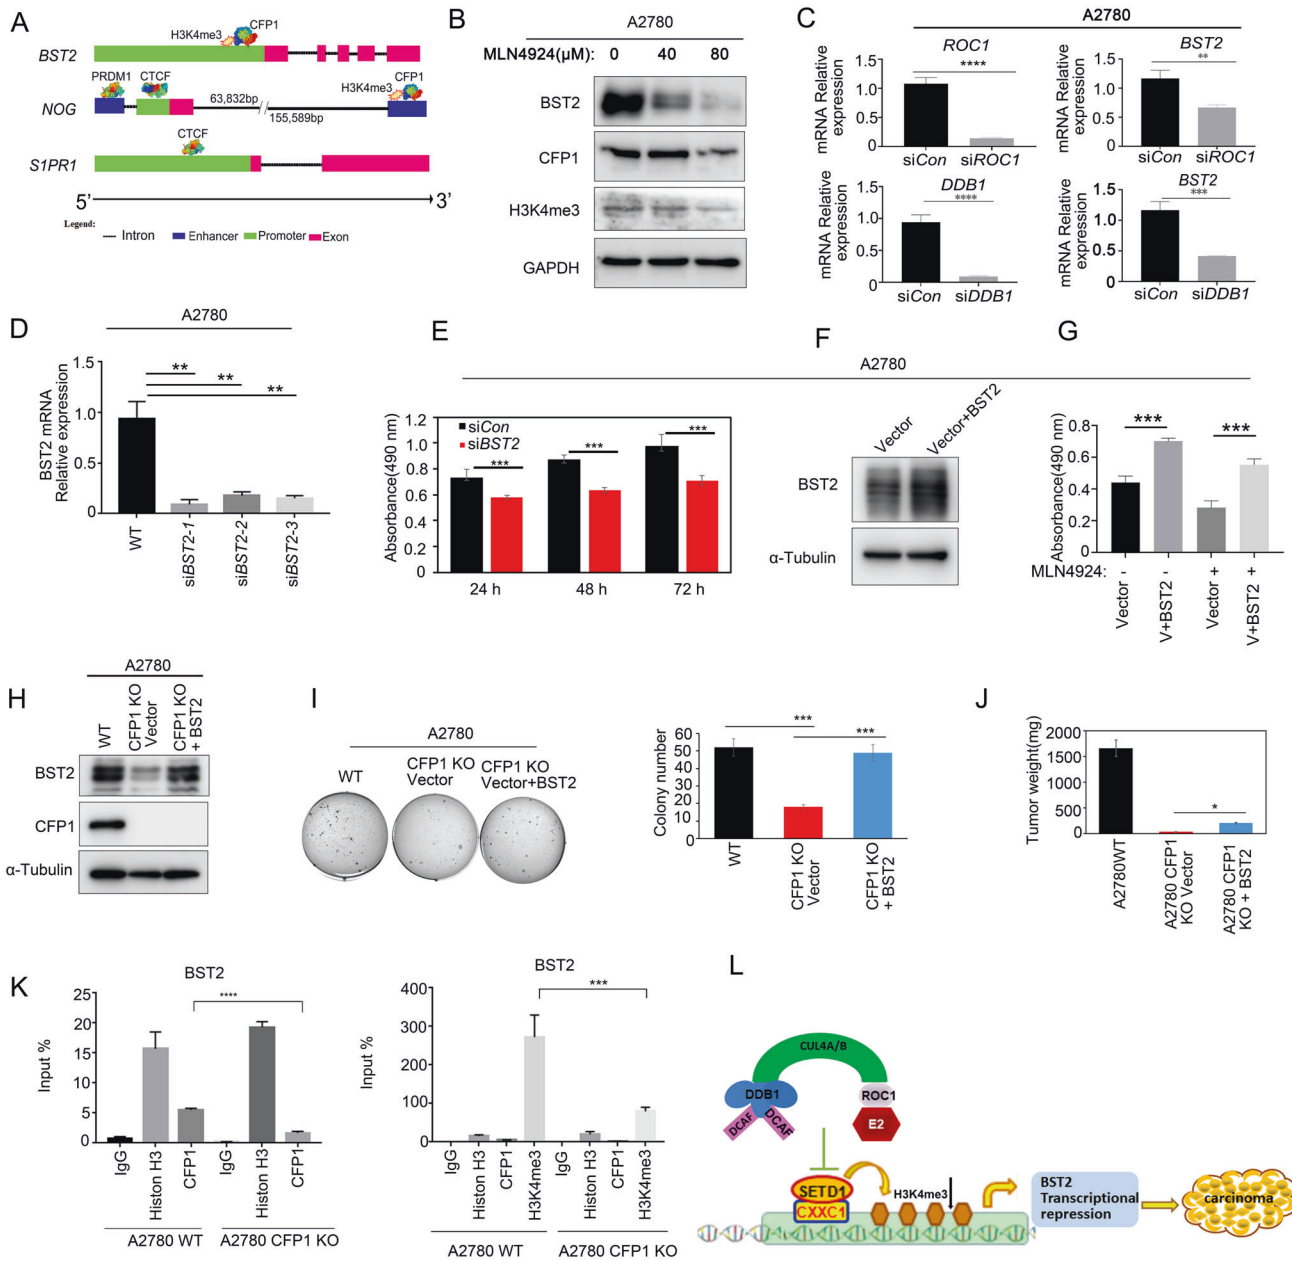 A
H3K4me3
CFP1
BST2
PRDM1
CTCF
CFP1
H3K4me3
NOG
63,832bp
155,589bp
CTCF
S1PR1
5’
3’
Legend:
Intron
Enhancer
Promoter
Exon
B
A2780
MLN4924(μM): 0 40 80
BST2
CFP1
H3K4me3
GAPDH
C
A2780
ROC1
****
mRNA Relative
expression
1.5
1.0
0.5
0
siCon siROC1
BST2
**
mRNA Relative
expression
1.5
1.0
0.5
0
siCon siROC1
DDB1
****
mRNA Relative
expression
1.5
1.0
0.5
0
siCon siDDB1
BST2
***
mRNA Relative
expression
1.5
1.0
0.5
0
siCon siDDB1
D
A2780
BST2 mRNA
Relative expression
1.5
1.0
0.5
0
**
**
**
WT
siBST2-1
siBST2-2
siBST2-3
E
A2780
Absorbance(490 nm)
1.2
1.0
0.8
0.6
0.4
0.2
0
siCon
siBST2
***
***
***
24 h 48 h 72 h
F
Vector
Vector+BST2
BST2
α-Tubulin
G
Absorbance(490 nm)
0.8
0.6
0.4
0.2
0
***
***
MLN4924: - - + +
Vector
V+BST2
Vector
V+BST2
H
A2780
WT
CFP1 KO
Vector
CFP1 KO
+ BST2
BST2
CFP1
α-Tubulin
I
A2780
WT
CFP1 KO
Vector
CFP1 KO
Vector+BST2
Colony number
60
50
40
30
20
10
0
***
***
WT
CFP1 KO
Vector
CFP1 KO
+ BST2
J
Tumor weight(mg)
2000
1500
1000
500
0
*
A2780WT
A2780 CFP1
KO Vector
A2780 CFP1
KO + BST2
K
BST2
Input %
25
20
15
10
5
0
****
IgG
Histon H3
CFP1
IgG
Histon H3
CFP1
A2780 WT
A2780 CFP1 KO
BST2
Input %
400
300
200
100
0
***
IgG
Histon H3
CFP1
H3K4me3
IgG
Histon H3
CFP1
H3K4me3
A2780 WT
A2780 CFP1 KO
L
CUL4A/B
DDB1
DCAF
DCAF
ROC1
E2
SETD1
CXXC1
H3K4me3
BST2
Transcriptional
repression
carcinoma